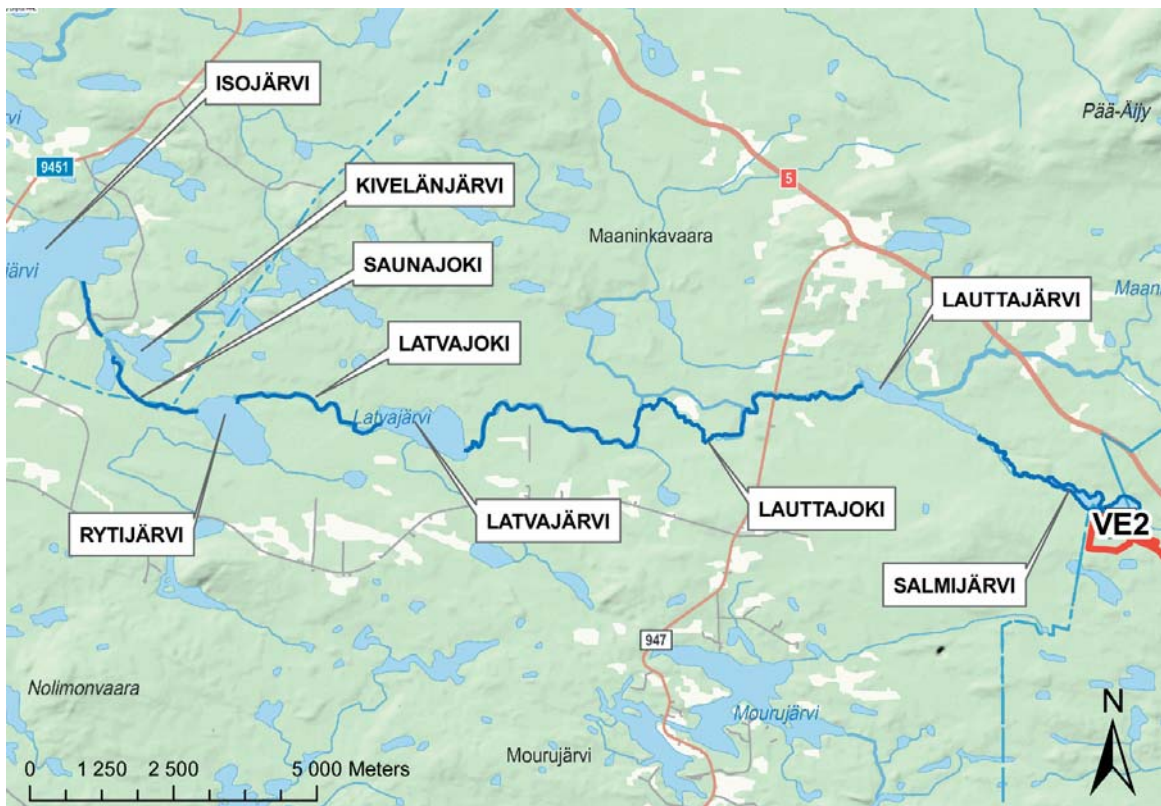 ISOJÄRVI
Pää-Äijy
9451
5
KIVELÄNJÄRVI
Maaninkavaara
SAUNAJOKI
järvi
LAUTTAJÄRVI
Maani
LATVAJOKI
Latvajärvi
RYTIJÄRVI
LATVAJÄRVI
LAUTTAJOKI
VE2
SALMIJÄRVI
947
Nolimonvaara
N
Mourujärvi
Mourujärvi
0 1 250 2 500 5 000 Meters